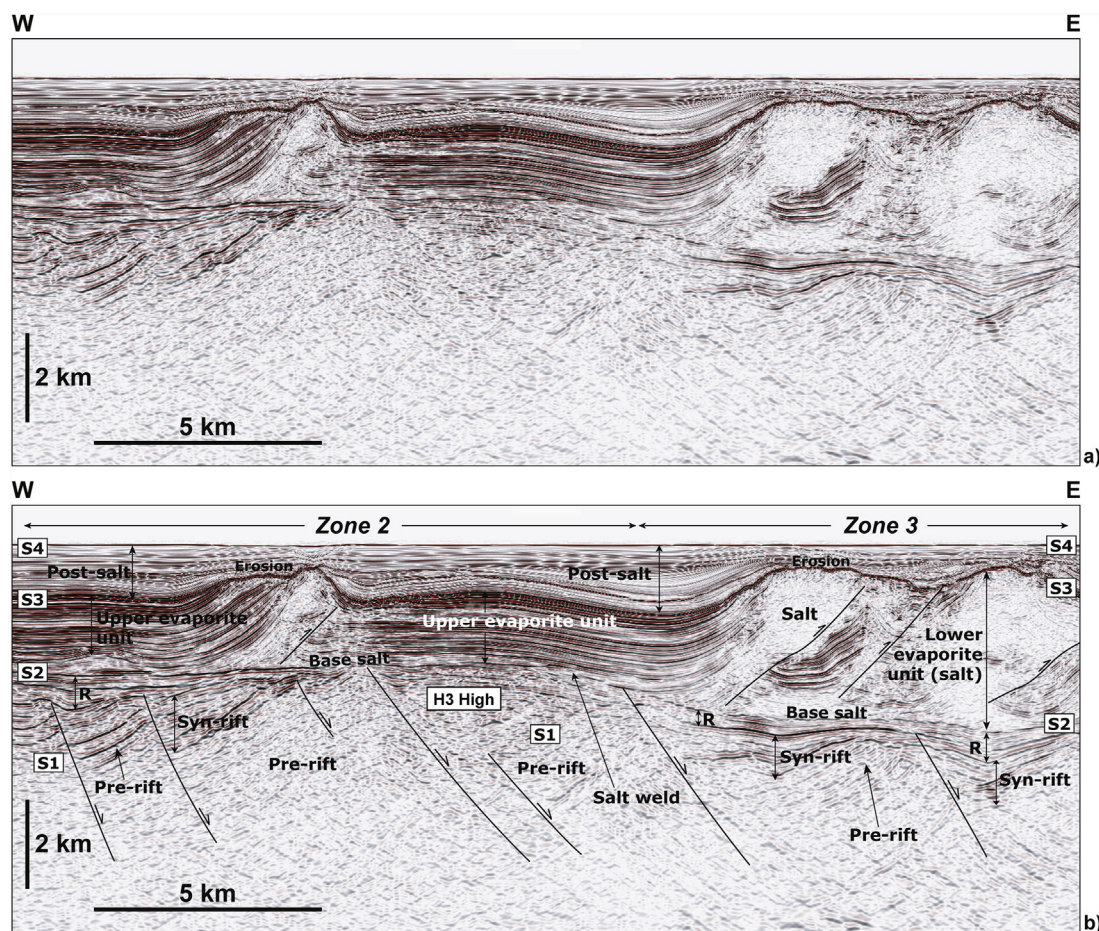 W E
2 km
5 km
a)
W E
Zone 2 Zone 3
S4 S4
Post-salt Erosion Post-salt Erosion
S3 S3
Upper evaporite
unit
Upper evaporite unit
Salt
Lower
evaporite
unit (salt)
S2 Base salt Base salt S2
R H3 High R R
Syn-rift S1 Syn-rift Syn-rift
S1 Pre-rift Pre-rift Pre-rift
Salt weld
Pre-rift
2 km
5 km
b)